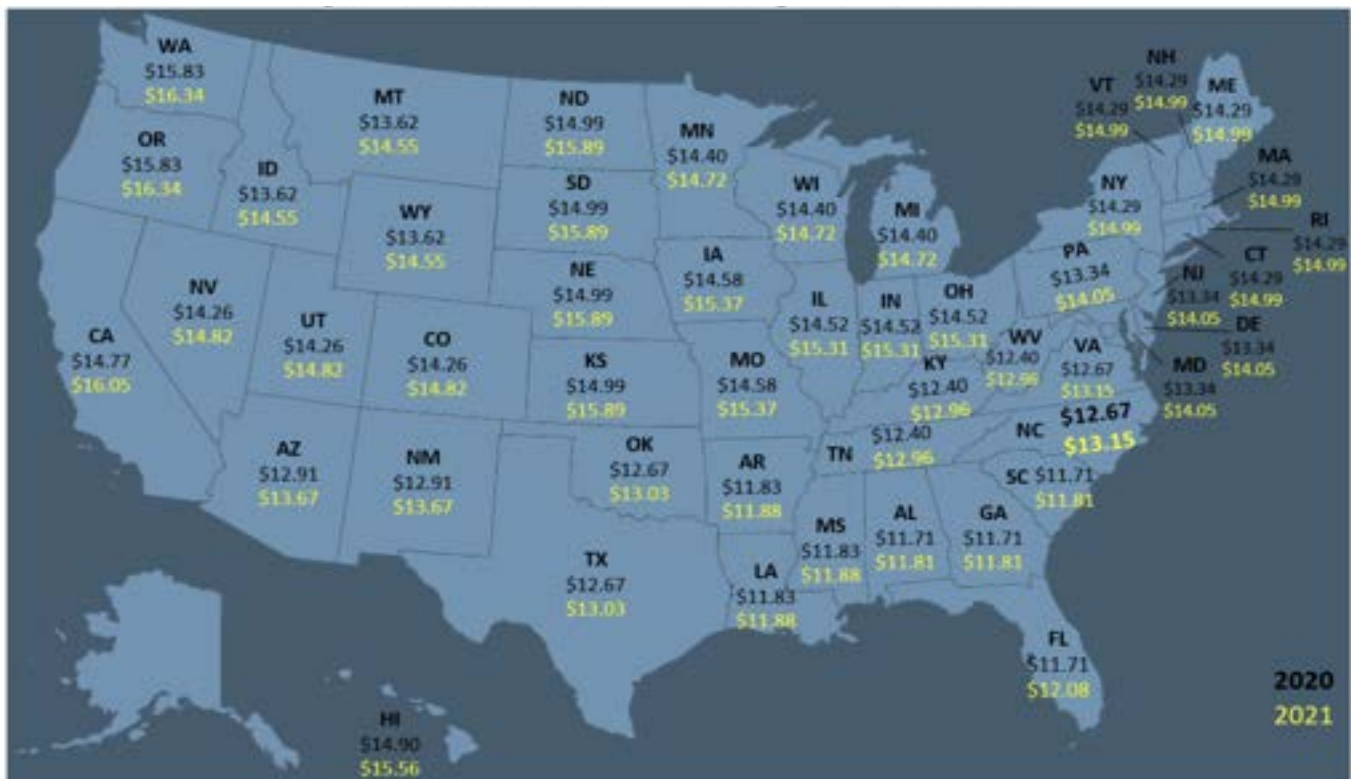 WA
$15.83
$16.34
OR
$15.83
$16.34
CA
$14.77
$16.05
NV
$14.26
$14.82
ID
$13.62
$14.55
MT
$13.62
$14.55
WY
$13.62
$14.55
UT
$14.26
$14.82
CO
$14.26
$14.82
AZ
$12.91
$13.67
NM
$12.91
$13.67
ND
$14.99
$15.89
SD
$14.99
$15.89
NE
$14.99
$15.89
KS
$14.99
$15.89
OK
$12.67
$13.03
TX
$12.67
$13.03
MN
$14.40
$14.72
IA
$14.58
$15.37
MO
$14.58
$15.37
AR
$11.83
$11.88
LA
$11.83
$11.88
WI
$14.40
$14.72
MI
$14.40
$14.72
IL
$14.52
$15.31
IN
$14.52
$15.31
OH
$14.52
$15.31
KY
$12.40
$12.96
WV
$12.40
$12.96
TN
$12.40
$12.96
MS
$11.83
$11.88
AL
$11.71
$11.81
GA
$11.71
$11.81
FL
$11.71
$12.08
SC $11.71
$11.81
NC
$12.67
$13.15
VA
$12.67
$13.15
PA
$13.34
$14.05
NY
$14.29
$14.99
VT
$14.29
$14.99
NH
$14.29
$14.99
ME
$14.29
$14.99
MA
$14.29
$14.99
RI
$14.29
$14.99
CT
$14.29
$14.99
NJ
$13.34
$14.05
DE
$13.34
$14.05
MD
$13.34
$14.05
HI
$14.90
$15.56
2020
2021